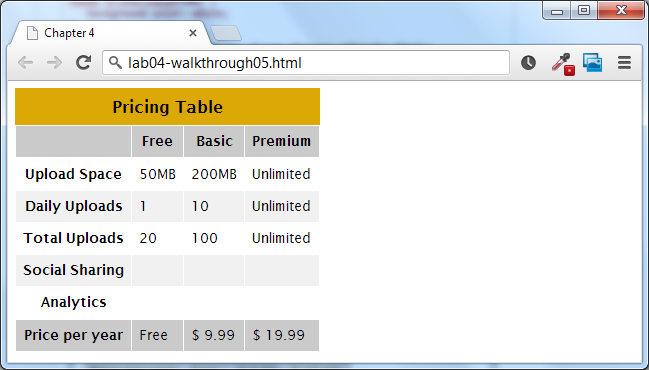 Chapter 4
lab04-walkthrough05.html
Pricing Table
Free Basic Premium
Upload Space 50MB 200MB Unlimited
Daily Uploads 1 10 Unlimited
Total Uploads 20 100 Unlimited
Social Sharing
Analytics
Price per year Free $ 9.99 $ 19.99